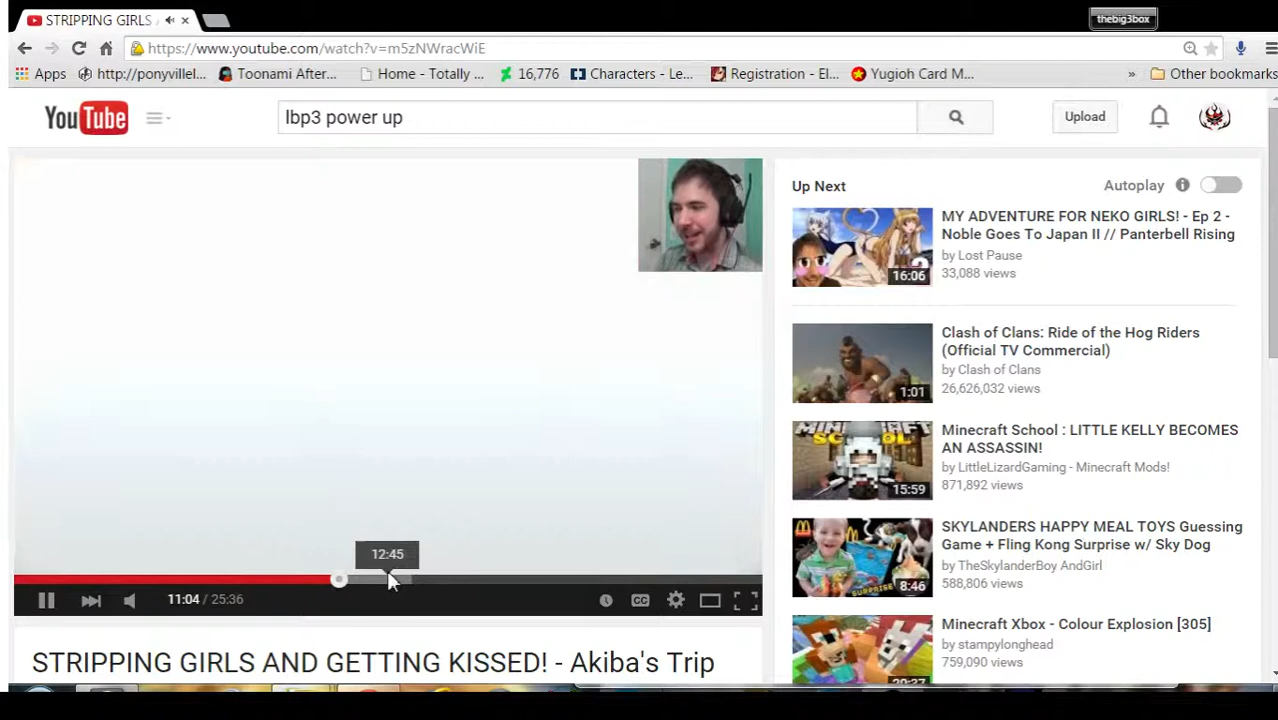 STRIPPING GIRLS
thebig3box
https://www.youtube.com/watch?v=m5zNWracWiE
Apps
http://ponyvillel...
Toonami After...
Home - Totally ...
16,776
Characters - Le...
Registration - El...
Yugioh Card M...
»
Other bookmarks
YouTube
lbp3 power up
Upload
Up Next
Autoplay
MY ADVENTURE FOR NEKO GIRLS! - Ep 2 -
Noble Goes To Japan II // Panterbell Rising
by Lost Pause
33,088 views
16:06
Clash of Clans: Ride of the Hog Riders
(Official TV Commercial)
by Clash of Clans
26,626,032 views
1:01
Minecraft School : LITTLE KELLY BECOMES
AN ASSASSIN!
by LittleLizardGaming - Minecraft Mods!
871,892 views
15:59
SKYLANDERS HAPPY MEAL TOYS Guessing
Game + Fling Kong Surprise w/ Sky Dog
by TheSkylanderBoy AndGirl
588,806 views
8:46
Minecraft Xbox - Colour Explosion [305]
by stampylonghead
759,090 views
20:37
12:45
11:04 / 25:36
CC
STRIPPING GIRLS AND GETTING KISSED! - Akiba's Trip